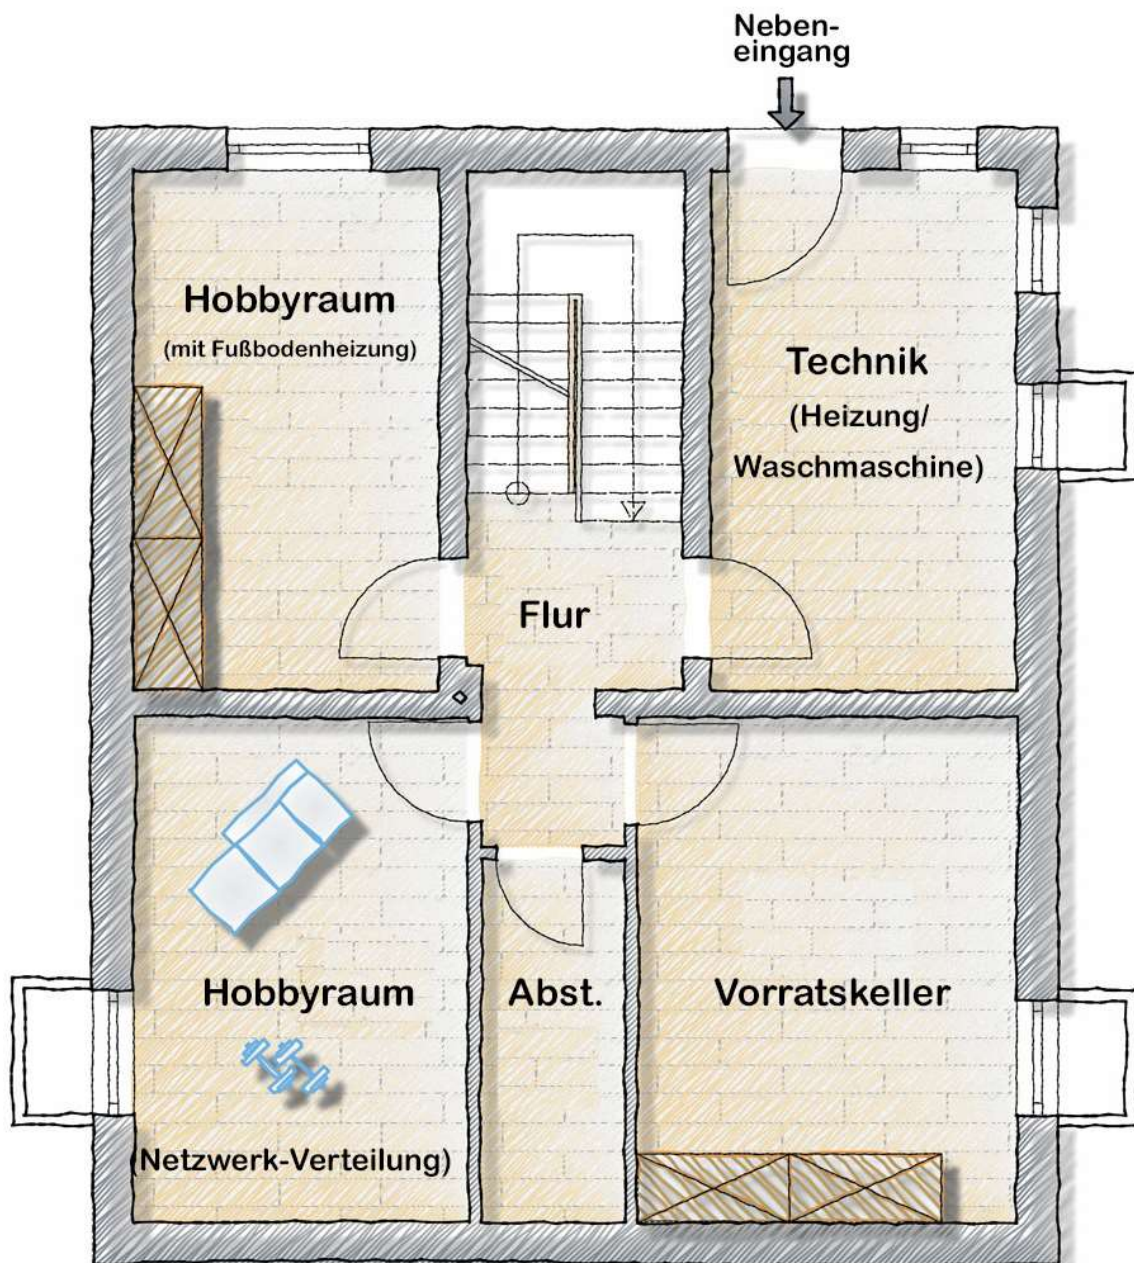 Neben-
eingang
Hobbyraum
(mit Fußbodenheizung)
Technik
(Heizung/
Waschmaschine)
Flur
Hobbyraum
Abst.
Vorratskeller
(Netzwerk-Verteilung)